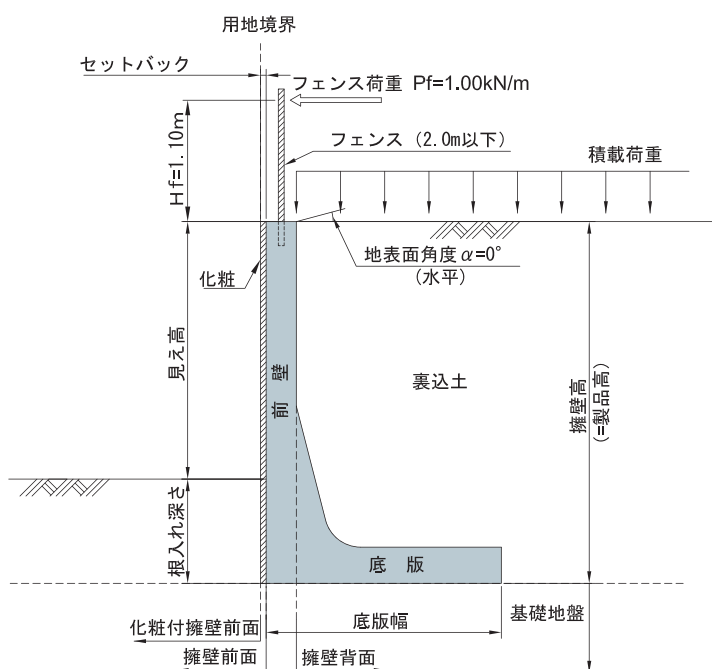 用地境界
セットバック
フェンス荷重 Pf=1.00kN/m
フェンス（2.0m以下）
積載荷重
Hf=1.10m
地表面角度α=0°
(水平)
化粧
見え高
前壁
裏込土
擁壁高
(=製品高)
根入れ深さ
底版
基礎地盤
底版幅
化粧付擁壁前面
擁壁前面
擁壁背面